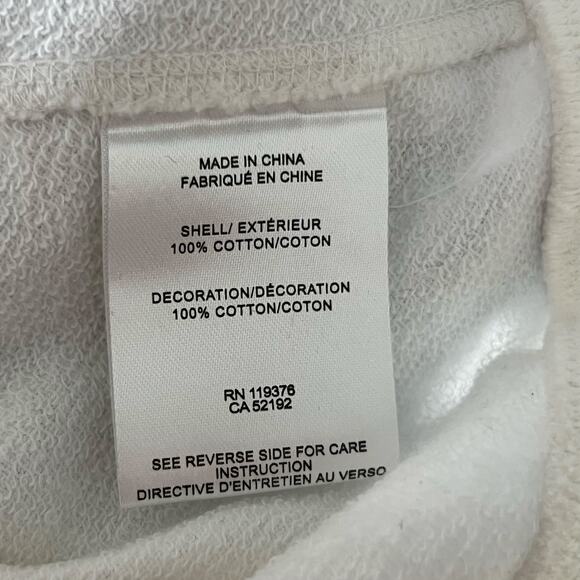 MADE IN CHINA
FABRIQUÉ EN CHINE
SHELL/ EXTÉRIEUR
100% COTTON/COTON
DECORATION/DÉCORATION
100% COTTON/COTON
RN 119376
CA 52192
SEE REVERSE SIDE FOR CARE
INSTRUCTION
DIRECTIVE D'ENTRETIEN AU VERSO